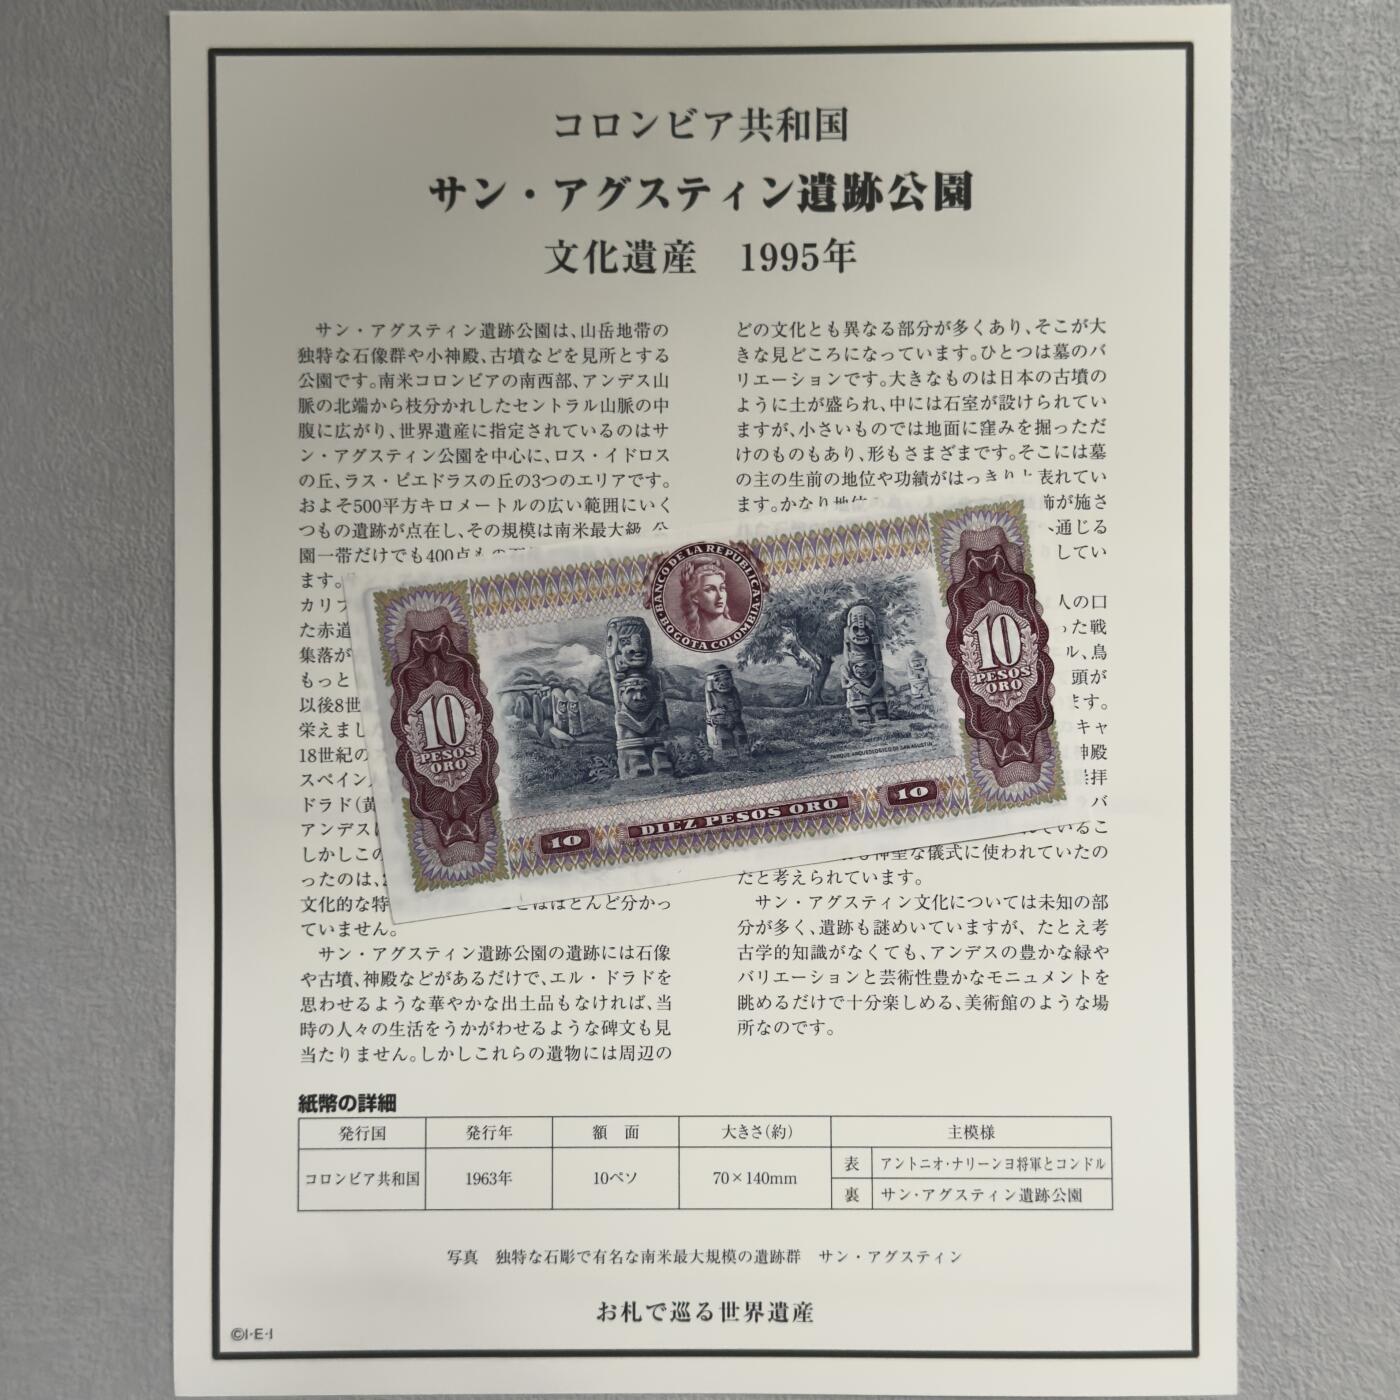 コロンビア共和国
サン・アグスティン遺跡公園
文化遺産　1995年
サン・アグスティン遺跡公園は、山岳地帯の
独特な石像群や小神殿、古墳などを見所とする
公園です。南米コロンビアの南西部、アンデス山
脈の北端から枝分かれしたセントラル山脈の中
腹に広がり、世界遺産に指定されているのはサ
ン・アグスティン公園を中心に、ロス・イドロス
の丘、ラス・ピエドラスの丘の3つのエリアです。
およそ500平方キロメートルの広い範囲にいく
つもの遺跡が点在し、その規模は南米最大級
園一帯だけでも400点もの
ます。
カリブ
た赤道
集落が
もっと
以後8世
栄えまし
18世紀の
スペイン
ドラド(黄
アンデスに
しかしこの
ったのは、
文化的な特 ことはほとんど分かっ
ていません。
サン・アグスティン遺跡公園の遺跡には石像
や古墳、神殿などがあるだけで、エル・ドラドを
思わせるような華やかな出土品もなければ、当
時の人々の生活をうかがわせるような碑文も見
当たりません。しかしこれらの遺物には周辺の
どの文化とも異なる部分が多くあり、そこが大
きな見どころになっています。ひとつは墓のバ
リエーションです。大きなものは日本の古墳の
ように土が盛られ、中には石室が設けられてい
ますが、小さいものでは地面に窪みを掘っただ
けのものもあり、形もさまざまです。そこには墓
の主の生前の地位や功績がはっきりと表れてい
ます。かなり地位 飾が施さ
通じる
してい
人の口
った戦
ル、鳥
頭が
ます。
キャ
神殿
崇拝
バ
れているこ
神聖な儀式に使われていたの
たと考えられています。
サン・アグスティン文化については未知の部
分が多く、遺跡も謎めいていますが、たとえ考
古学的知識がなくても、アンデスの豊かな緑や
バリエーションと芸術性豊かなモニュメントを
眺めるだけで十分楽しめる、美術館のような場
所なのです。
BANCO DE LA REPUBLICA
BOGOTA COLOMBIA
10
PESOS
ORO
10
PESOS
ORO
PARQUE ARQUEOLOGICO DE SAN AGUSTIN
10 DIEZ PESOS ORO 10
紙幣の詳細
発行国 発行年 額　面 大きさ(約) 主模様
コロンビア共和国 1963年 10ペソ 70×140mm
表 アントニオ・ナリーンヨ将軍とコンドル
裏 サン・アグスティン遺跡公園
写真　独特な石彫で有名な南米最大規模の遺跡群　サン・アグスティン
お札で巡る世界遺産
©I·E·I